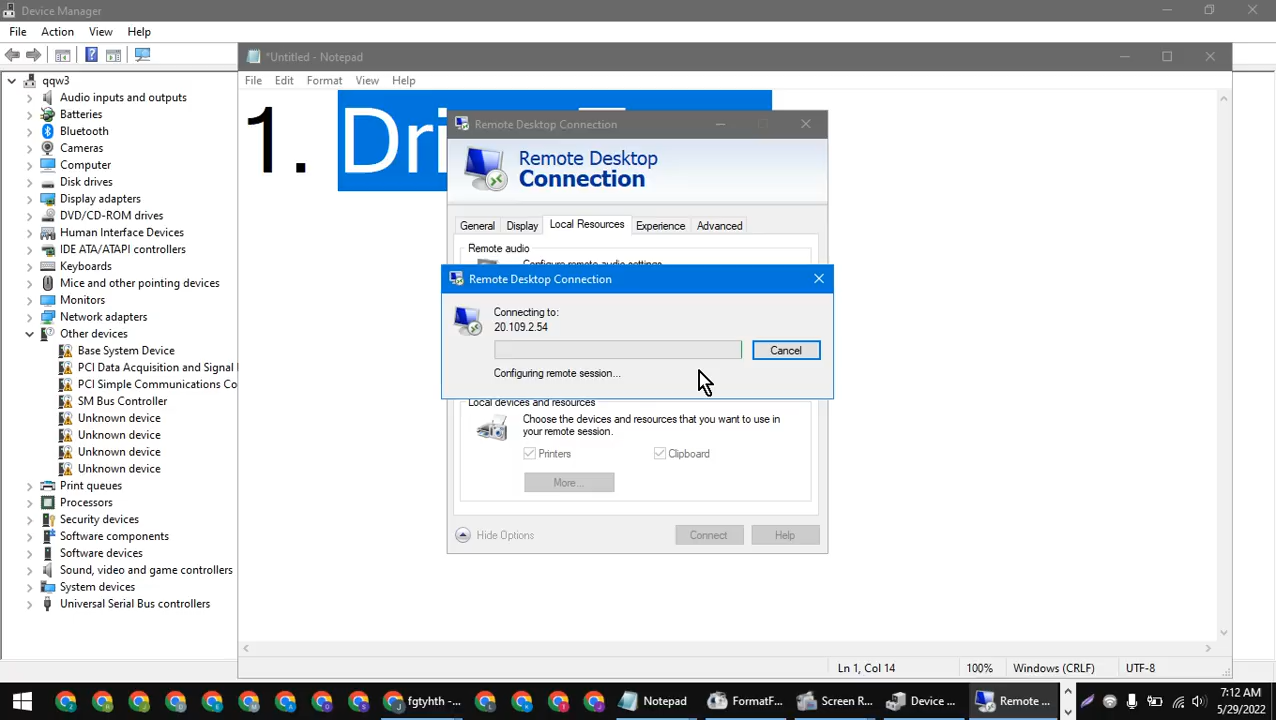 Device Manager
File Action View Help
qqw3
Audio inputs and outputs
Batteries
Bluetooth
Cameras
Computer
Disk drives
Display adapters
DVD/CD-ROM drives
Human Interface Devices
IDE ATA/ATAPI controllers
Keyboards
Mice and other pointing devices
Monitors
Network adapters
Other devices
Base System Device
PCI Data Acquisition and Signal
PCI Simple Communications Co
SM Bus Controller
Unknown device
Unknown device
Unknown device
Unknown device
Print queues
Processors
Security devices
Software components
Software devices
Sound, video and game controllers
System devices
Universal Serial Bus controllers
*Untitled - Notepad
File Edit Format View Help
1. Dri
Remote Desktop Connection
Remote Desktop
Connection
General Display Local Resources Experience Advanced
Remote audio
Configure remote audio settings.
Remote Desktop Connection
Connecting to:
20.109.2.54
Cancel
Configuring remote session...
Local devices and resources
Choose the devices and resources that you want to use in
your remote session.
Printers Clipboard
More...
Hide Options Connect Help
Ln 1, Col 14 100% Windows (CRLF) UTF-8
fgtyhth - ... Notepad FormatF... Screen R... Device ... Remote ...
7:12 AM
5/29/2022